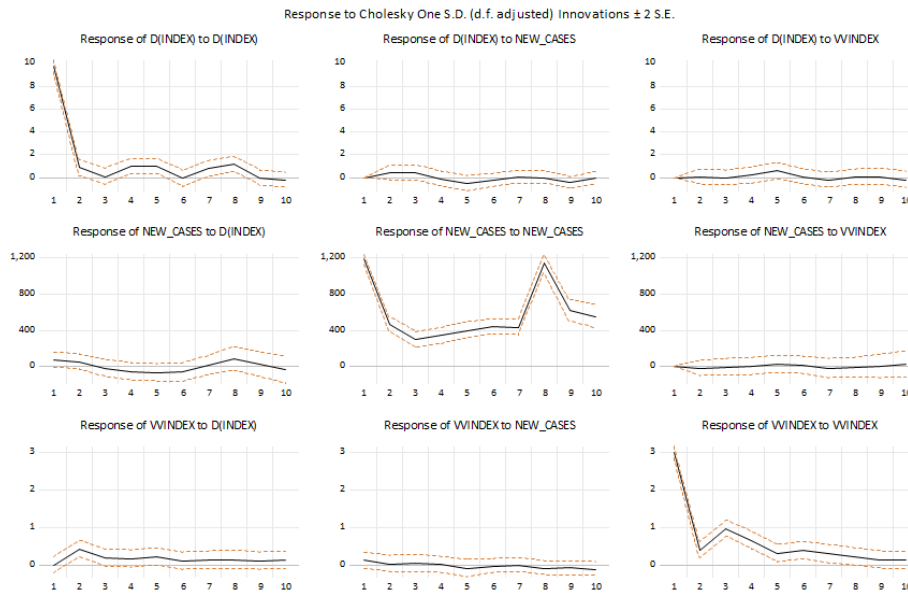 Response to Cholesky One S.D. (d.f. adjusted) Innovations ± 2 S.E.
Response of D(INDEX) to D(INDEX)
10
8
6
4
2
0
1 2 3 4 5 6 7 8 9 10
Response of D(INDEX) to NEW_CASES
10
8
6
4
2
0
1 2 3 4 5 6 7 8 9 10
Response of D(INDEX) to VVINDEX
10
8
6
4
2
0
1 2 3 4 5 6 7 8 9 10
Response of NEW_CASES to D(INDEX)
1,200
800
400
0
1 2 3 4 5 6 7 8 9 10
Response of NEW_CASES to NEW_CASES
1,200
800
400
0
1 2 3 4 5 6 7 8 9 10
Response of NEW_CASES to VVINDEX
1,200
800
400
0
1 2 3 4 5 6 7 8 9 10
Response of VVINDEX to D(INDEX)
3
2
1
0
1 2 3 4 5 6 7 8 9 10
Response of VVINDEX to NEW_CASES
3
2
1
0
1 2 3 4 5 6 7 8 9 10
Response of VVINDEX to VVINDEX
3
2
1
0
1 2 3 4 5 6 7 8 9 10